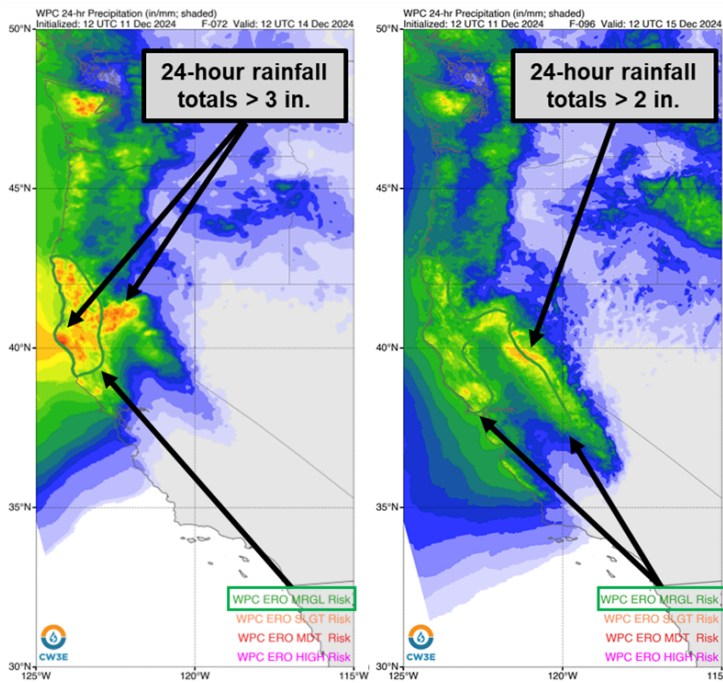 WPC 24-hr Precipitation (in/mm; shaded)
Initialized: 12 UTC 11 Dec 2024 F-072 Valid: 12 UTC 14 Dec 2024
50°N
24-hour rainfall
totals > 3 in.
45°N
40°N
35°N
WPC ERO MRGL Risk
WPC ERO SLGT Risk
WPC ERO MDT Risk
WPC ERO HIGH Risk
CW3E
30°N
125°W 120°W 115°W
WPC 24-hr Precipitation (in/mm; shaded)
Initialized: 12 UTC 11 Dec 2024 F-096 Valid: 12 UTC 15 Dec 2024
50°N
24-hour rainfall
totals > 2 in.
45°N
40°N
35°N
WPC ERO MRGL Risk
WPC ERO SLGT Risk
WPC ERO MDT Risk
WPC ERO HIGH Risk
CW3E
30°N
125°W 120°W